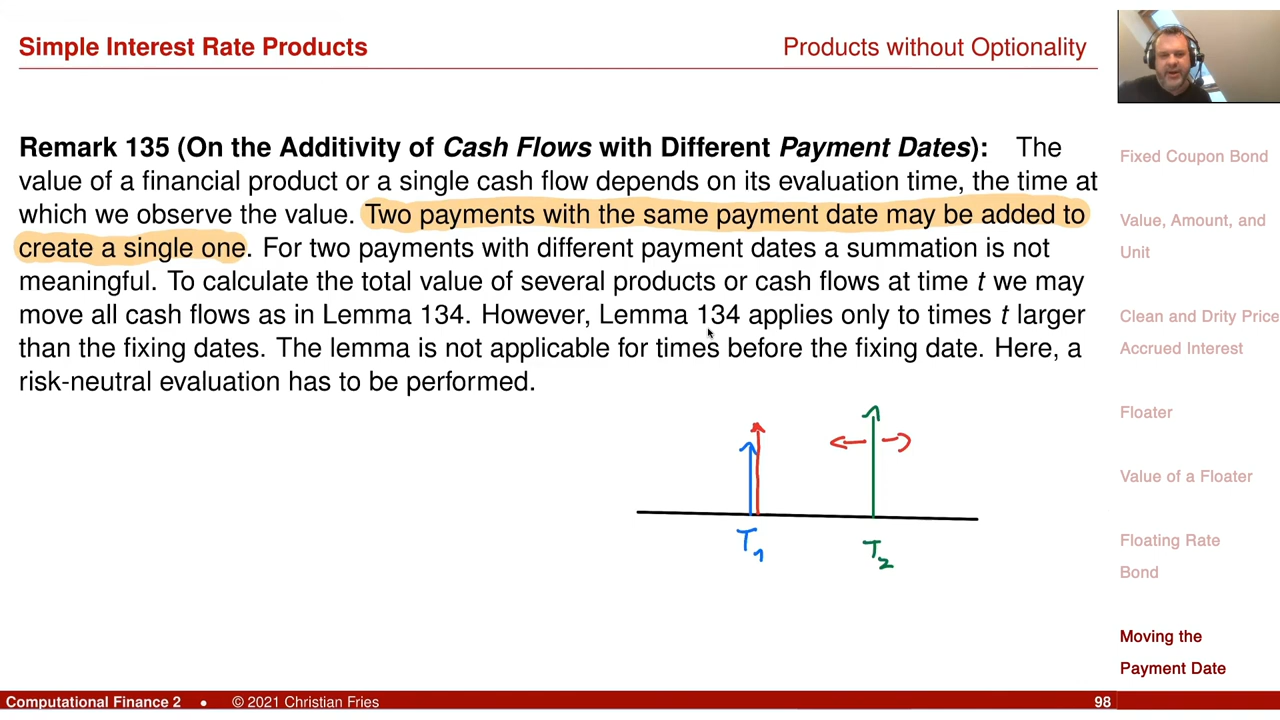 Simple Interest Rate Products
Products without Optionality
Remark 135 (On the Additivity of Cash Flows with Different Payment Dates): The
value of a financial product or a single cash flow depends on its evaluation time, the time at
which we observe the value. Two payments with the same payment date may be added to
create a single one. For two payments with different payment dates a summation is not
meaningful. To calculate the total value of several products or cash flows at time t we may
move all cash flows as in Lemma 134. However, Lemma 134 applies only to times t larger
than the fixing dates. The lemma is not applicable for times before the fixing date. Here, a
risk-neutral evaluation has to be performed.
T1
T2
Fixed Coupon Bond
Value, Amount, and
Unit
Clean and Drity Price
Accrued Interest
Floater
Value of a Floater
Floating Rate
Bond
Moving the
Payment Date
Computational Finance 2 • © 2021 Christian Fries
98